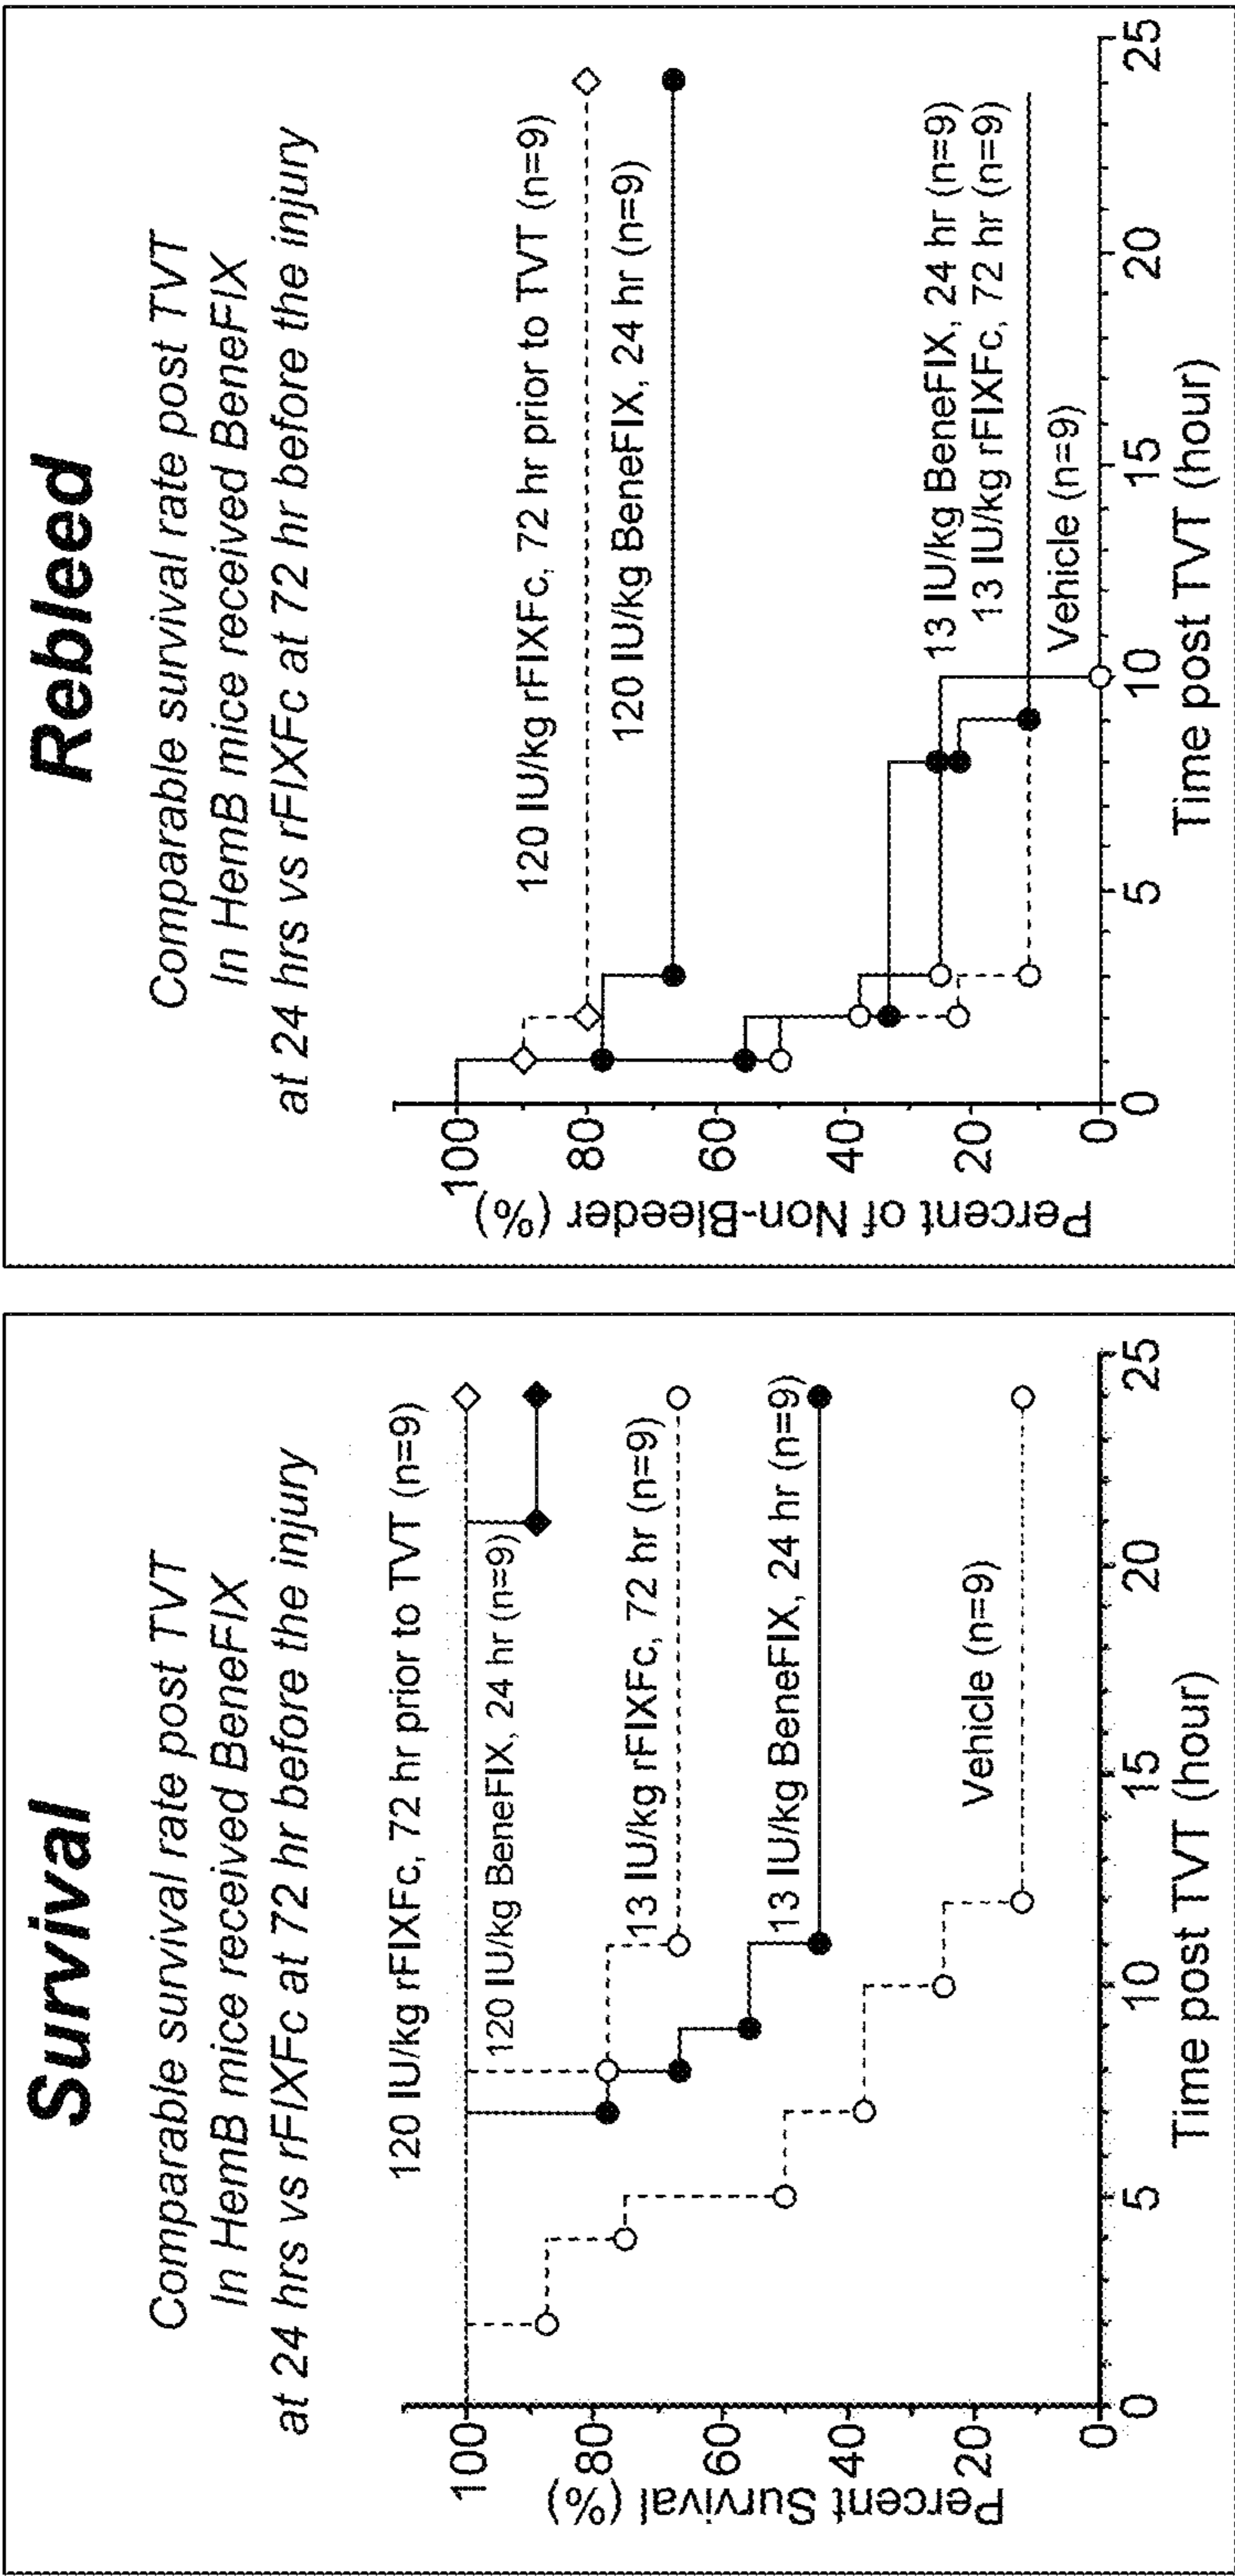 Survival
Comparable survival rate post TVT
In HemB mice received BeneFIX
at 24 hrs vs rFIXFc at 72 hr before the injury
Percent Survival (%)
100
80
60
40
20
0
120 IU/kg rFIXFc, 72 hr prior to TVT (n=9)
120 IU/kg BeneFIX, 24 hr (n=9)
13 IU/kg rFIXFc, 72 hr (n=9)
13 IU/kg BeneFIX, 24 hr (n=9)
Vehicle (n=9)
0 5 10 15 20 25
Time post TVT (hour)
Rebleed
Comparable survival rate post TVT
In HemB mice received BeneFIX
at 24 hrs vs rFIXFc at 72 hr before the injury
Percent of Non-Bleeder (%)
100
80
60
40
20
0
120 IU/kg rFIXFc, 72 hr prior to TVT (n=9)
120 IU/kg BeneFIX, 24 hr (n=9)
13 IU/kg BeneFIX, 24 hr (n=9)
13 IU/kg rFIXFc, 72 hr (n=9)
Vehicle (n=9)
0 5 10 15 20 25
Time post TVT (hour)